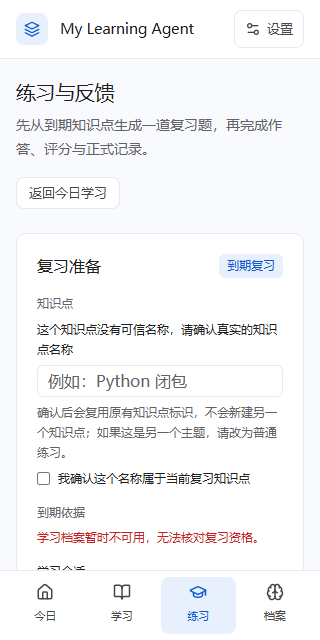 My Learning Agent
设置
练习与反馈
先从到期知识点生成一道复习题，再完成作
答、评分与正式记录。
返回今日学习
复习准备
到期复习
知识点
这个知识点没有可信名称，请确认真实的知识
点名称
例如：Python 闭包
确认后会复用原有知识点标识，不会新建另一
个知识点；如果这是另一个主题，请改为普通
练习。
我确认这个名称属于当前复习知识点
到期依据
学习档案暂时不可用，无法核对复习资格。
今日
学习
练习
档案